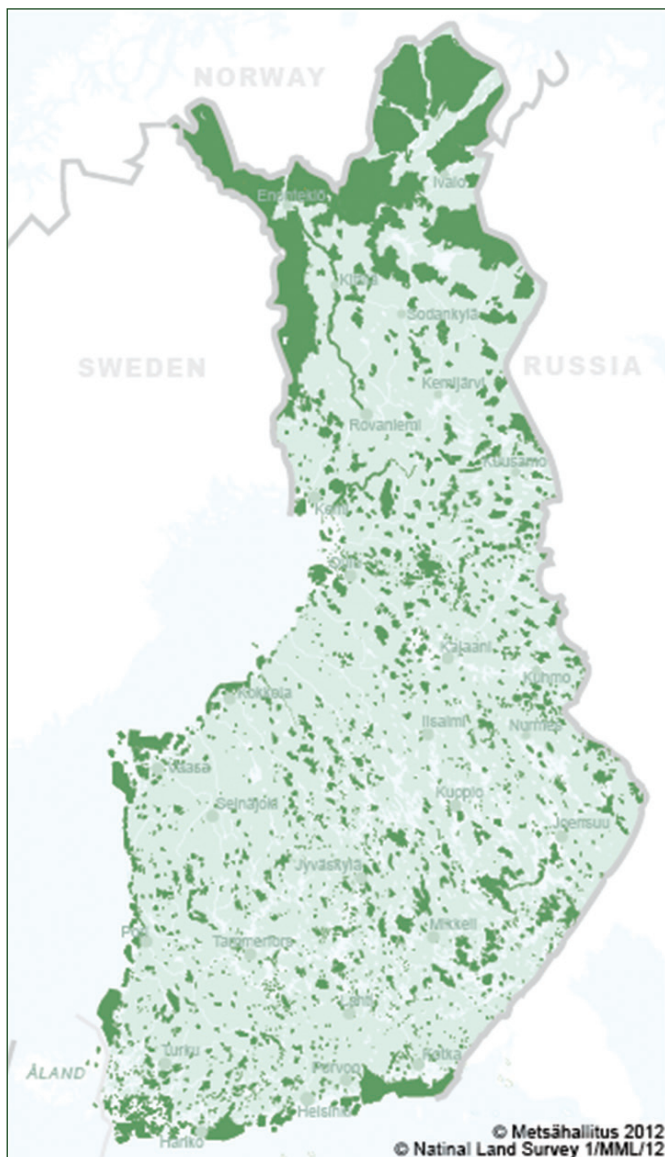 NORWAY
Ivalo
Enontekiö
Kittilä
Sodankylä
SWEDEN
RUSSIA
Kemijärvi
Rovaniemi
Kuusamo
Kemi
Oulu
Kajaani
Kuhmo
Kokkola
Iisalmi
Nurmes
Vaasa
Kuopio
Seinäjoki
Joensuu
Jyväskylä
Pori
Mikkeli
Tammerfors
Lahti
Turku
Kotka
ÅLAND
Porvoo
Helsinki
Hanko
© Metsähallitus 2012
© Natinal Land Survey 1/MML/12